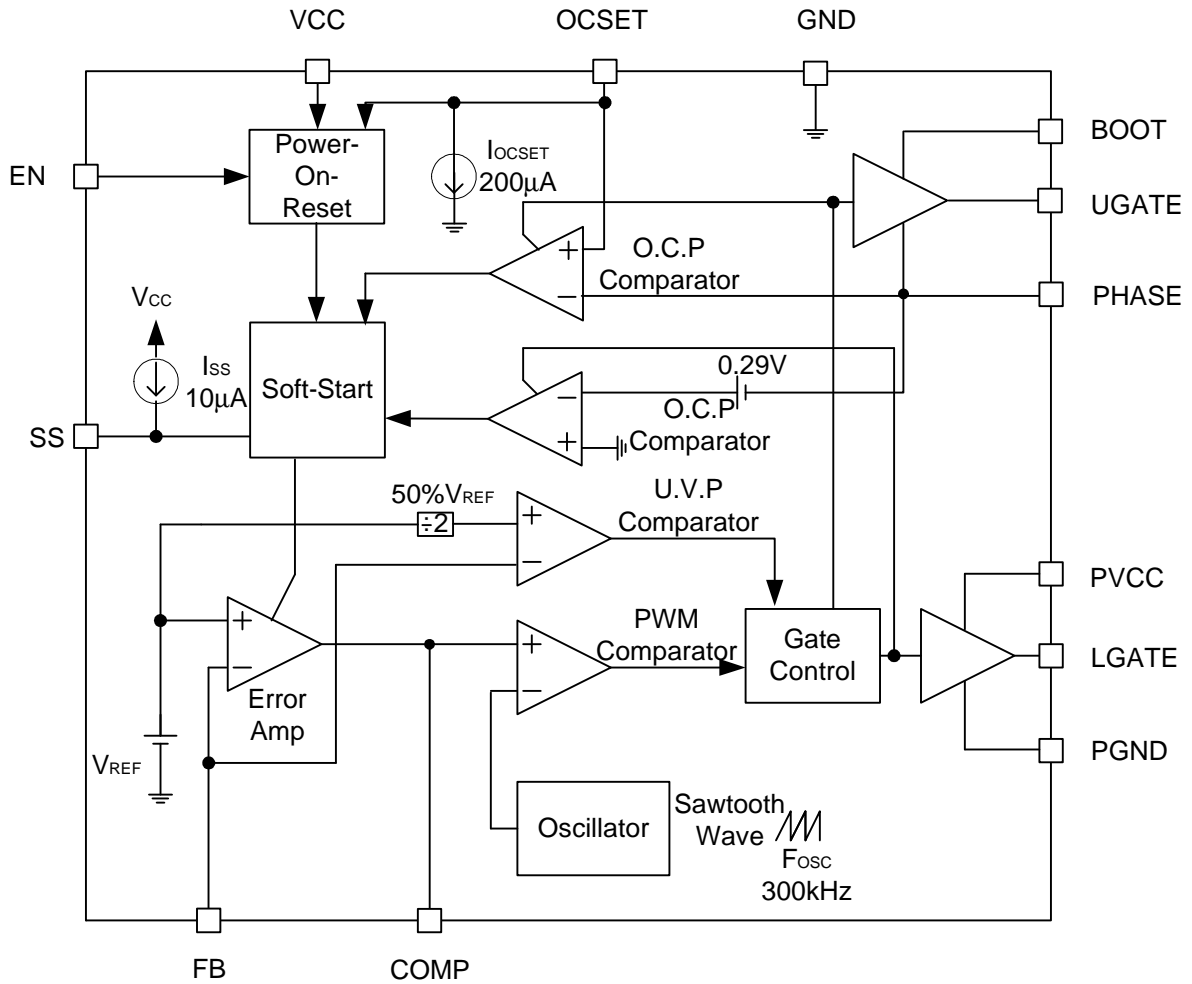 VCC
OCSET
GND
BOOT
EN
Power-
On-
Reset
IOCSET
200μA
UGATE
+
O.C.P
Comparator
−
PHASE
VCC
ISS
10μA
Soft-Start
0.29V
−
O.C.P
+
Comparator
SS
50%VREF
÷2
+
−
U.V.P
Comparator
PVCC
+
−
Error
Amp
+
−
PWM
Comparator
Gate
Control
LGATE
VREF
PGND
Oscillator
Sawtooth
Wave
FOSC
300kHz
FB
COMP